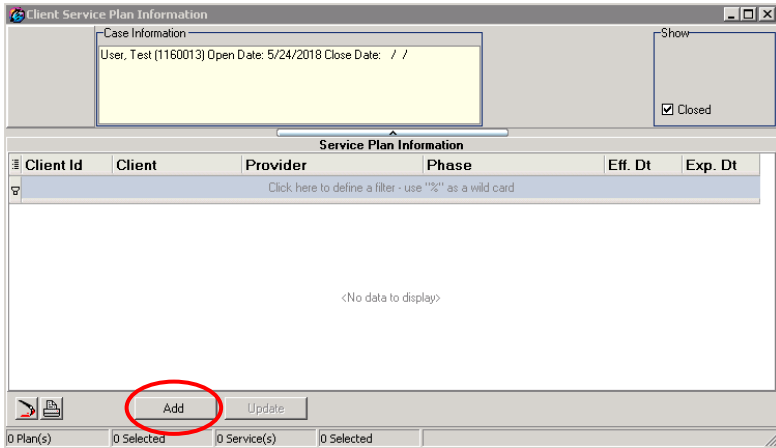 Client Service Plan Information
Case Information
Show
User, Test (1160013) Open Date: 5/24/2018 Close Date:   /  /
Closed
Service Plan Information
Client Id Client Provider Phase Eff. Dt Exp. Dt
Click here to define a filter - use "%" as a wild card
<No data to display>
Add Update
0 Plan(s) 0 Selected 0 Service(s) 0 Selected